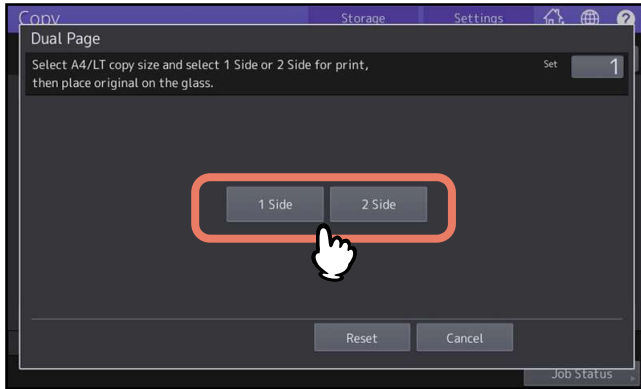 Copy
Storage
Settings
?
Dual Page
Select A4/LT copy size and select 1 Side or 2 Side for print,
then place original on the glass.
Set
1
1 Side
2 Side
Reset
Cancel
Job Status